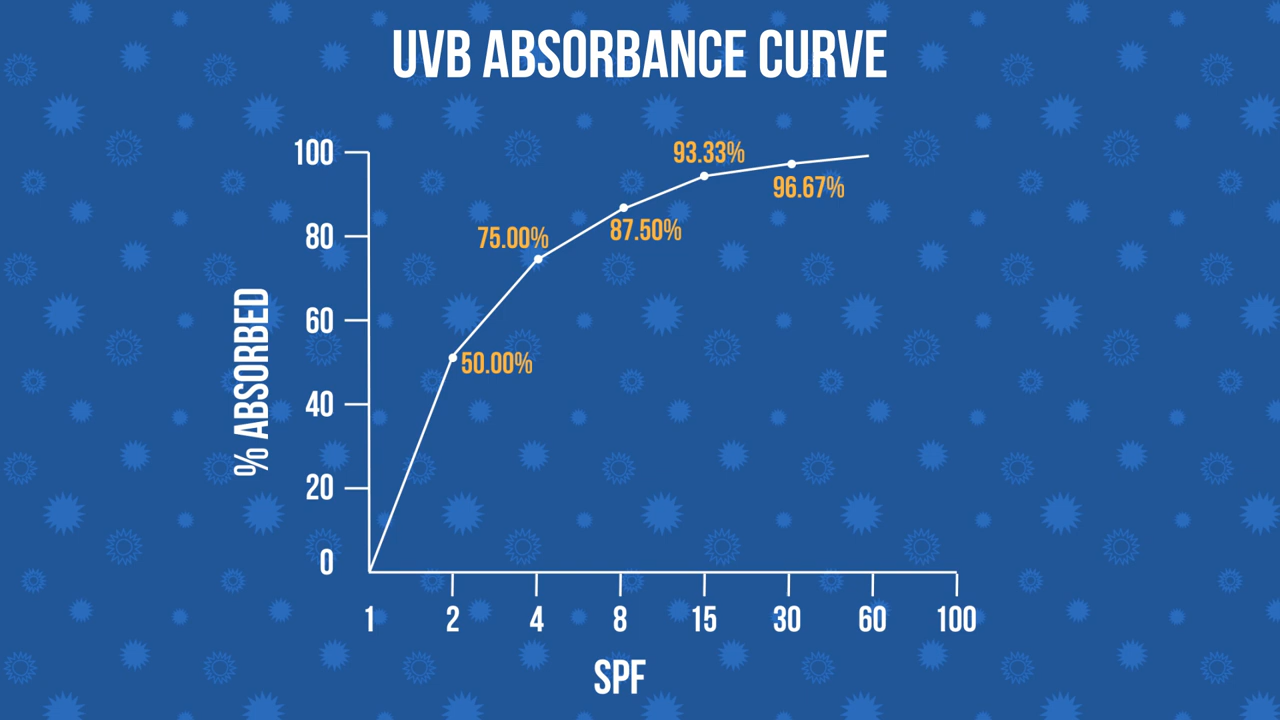 UVB ABSORBANCE CURVE
100
80
60
40
20
0
% ABSORBED
50.00%
75.00%
87.50%
93.33%
96.67%
1 2 4 8 15 30 60 100
SPF